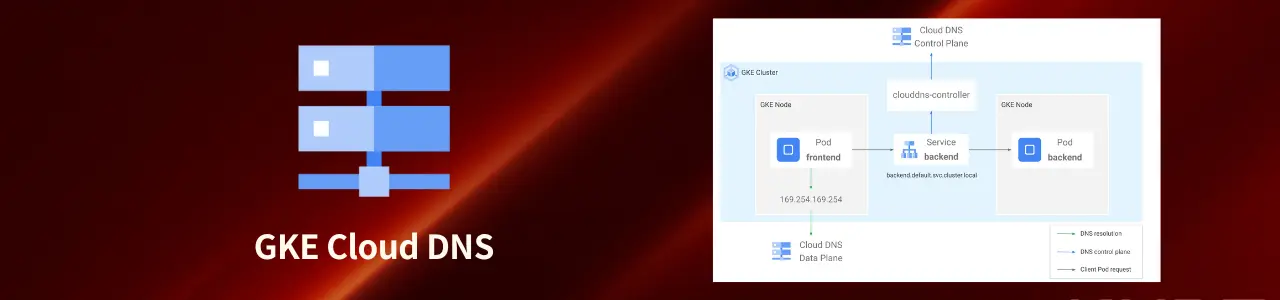 GKE Cloud DNS
Cloud DNS
Control Plane
GKE Cluster
clouddns-controller
GKE Node
GKE Node
Pod
frontend
Service
backend
Pod
backend
backend.default.svc.cluster.local
169.254.169.254
Cloud DNS
Data Plane
DNS resolution
DNS control plane
Client Pod request